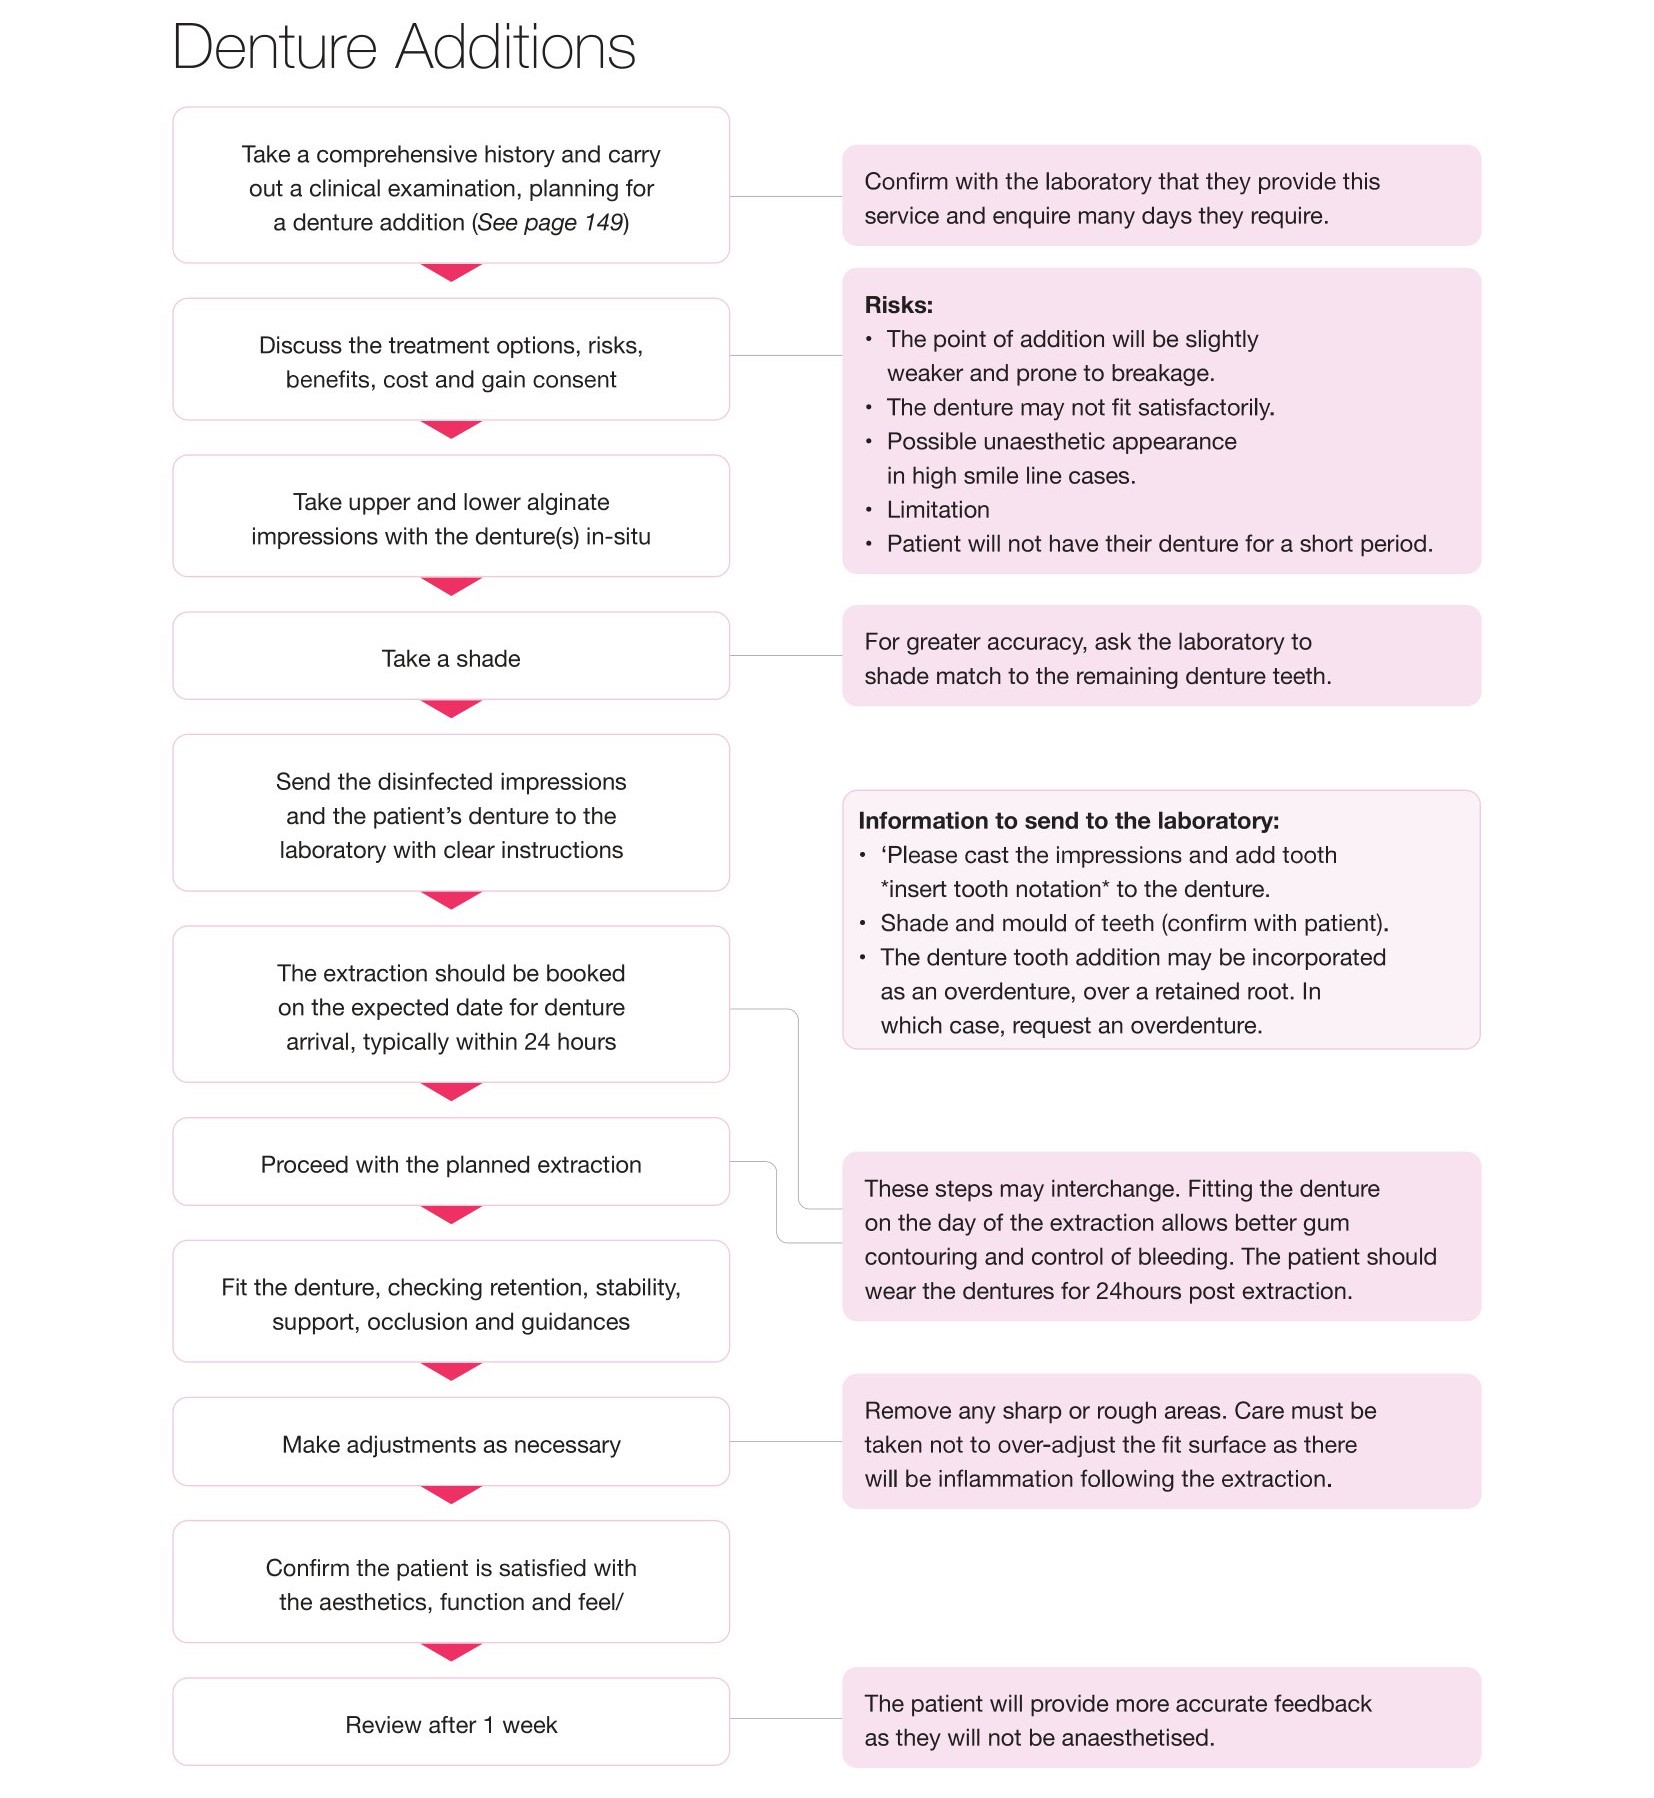 Denture Additions
Take a comprehensive history and carry
out a clinical examination, planning for
a denture addition (See page 149)
Confirm with the laboratory that they provide this
service and enquire many days they require.
Discuss the treatment options, risks,
benefits, cost and gain consent
Risks:
• The point of addition will be slightly
weaker and prone to breakage.
• The denture may not fit satisfactorily.
• Possible unaesthetic appearance
in high smile line cases.
• Limitation
• Patient will not have their denture for a short period.
Take upper and lower alginate
impressions with the denture(s) in-situ
Take a shade
For greater accuracy, ask the laboratory to
shade match to the remaining denture teeth.
Send the disinfected impressions
and the patient’s denture to the
laboratory with clear instructions
Information to send to the laboratory:
• ‘Please cast the impressions and add tooth
*insert tooth notation* to the denture.
• Shade and mould of teeth (confirm with patient).
• The denture tooth addition may be incorporated
as an overdenture, over a retained root. In
which case, request an overdenture.
The extraction should be booked
on the expected date for denture
arrival, typically within 24 hours
Proceed with the planned extraction
These steps may interchange. Fitting the denture
on the day of the extraction allows better gum
contouring and control of bleeding. The patient should
wear the dentures for 24hours post extraction.
Fit the denture, checking retention, stability,
support, occlusion and guidances
Make adjustments as necessary
Remove any sharp or rough areas. Care must be
taken not to over-adjust the fit surface as there
will be inflammation following the extraction.
Confirm the patient is satisfied with
the aesthetics, function and feel/
Review after 1 week
The patient will provide more accurate feedback
as they will not be anaesthetised.